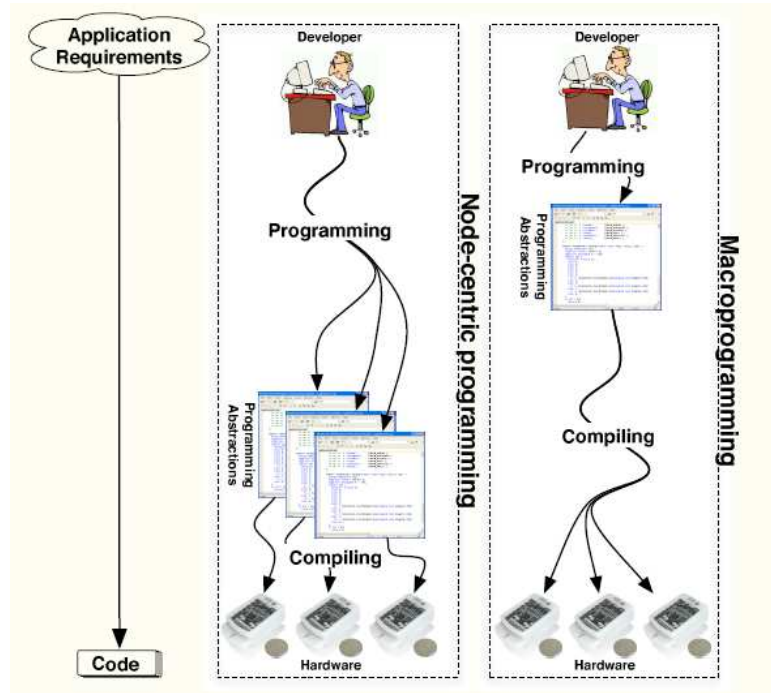 Application
Requirements
Code
Developer
Programming
Node-centric programming
Programming
Abstractions
Compiling
Hardware
Developer
Programming
Programming
Abstractions
Macroprogramming
Compiling
Hardware